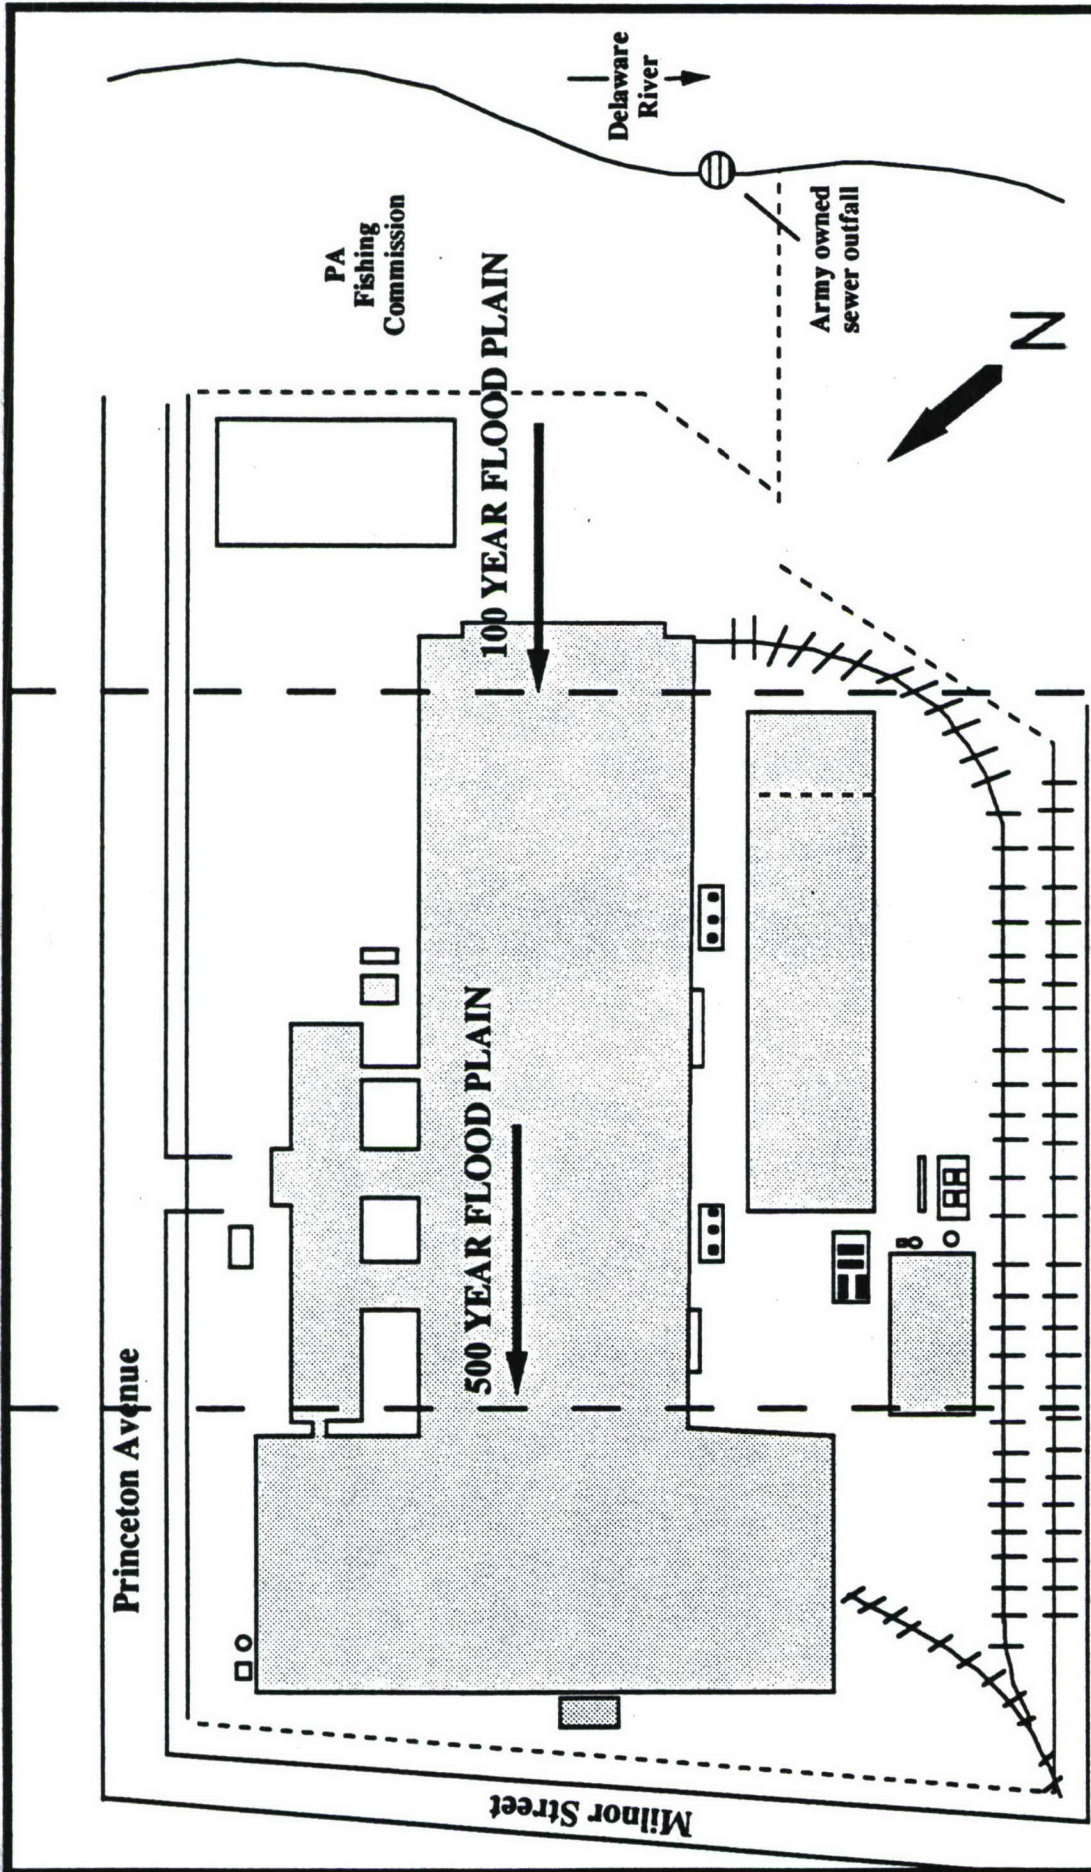 Princeton Avenue
Milnor Street
500 YEAR FLOOD PLAIN
100 YEAR FLOOD PLAIN
PA
Fishing
Commission
Delaware
River
Army owned
sewer outfall
N